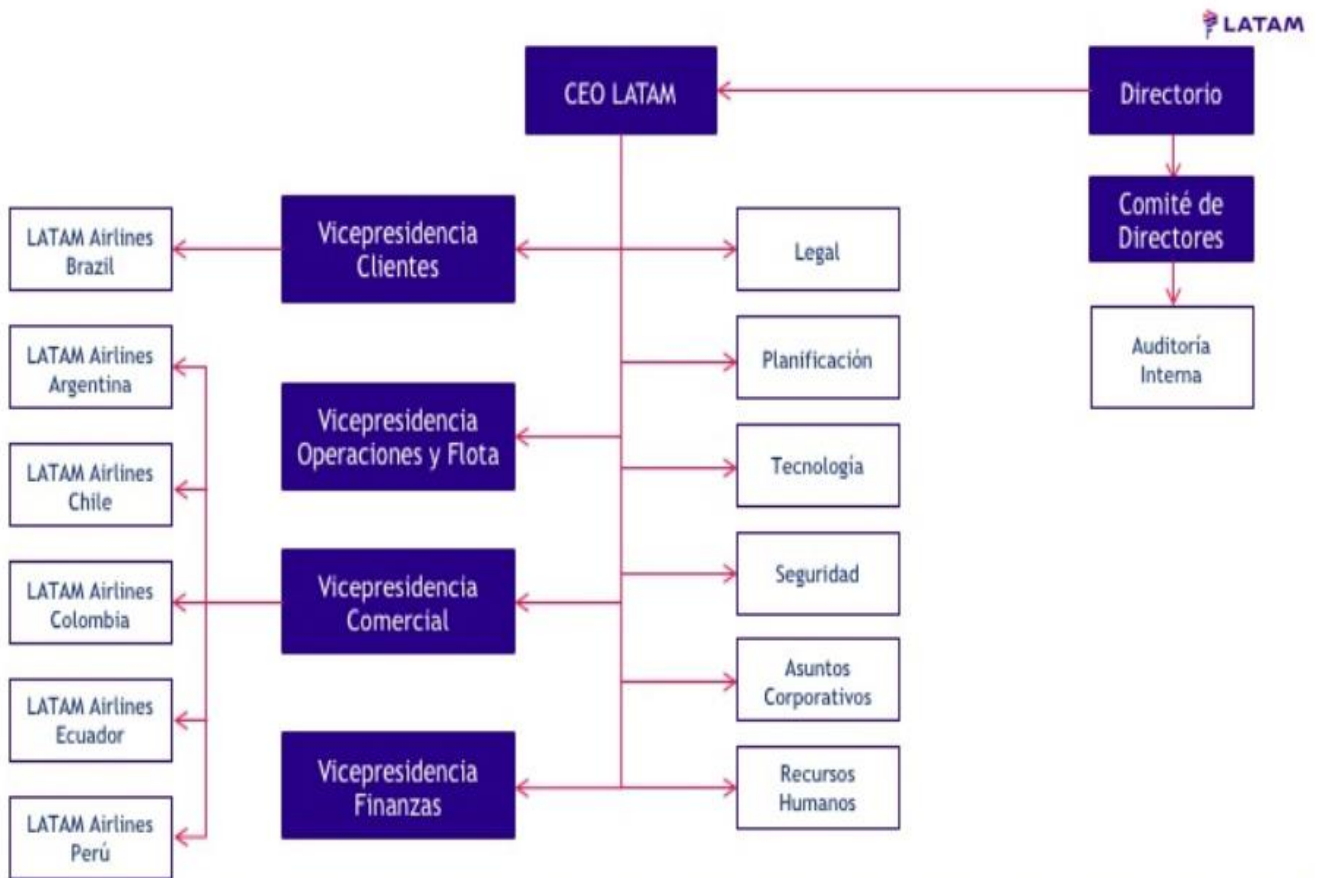 LATAM
CEO LATAM
Directorio
Comité de
Directores
Auditoría
Interna
Vicepresidencia
Clientes
Vicepresidencia
Operaciones y Flota
Vicepresidencia
Comercial
Vicepresidencia
Finanzas
Legal
Planificación
Tecnología
Seguridad
Asuntos
Corporativos
Recursos
Humanos
LATAM Airlines
Brazil
LATAM Airlines
Argentina
LATAM Airlines
Chile
LATAM Airlines
Colombia
LATAM Airlines
Ecuador
LATAM Airlines
Perú